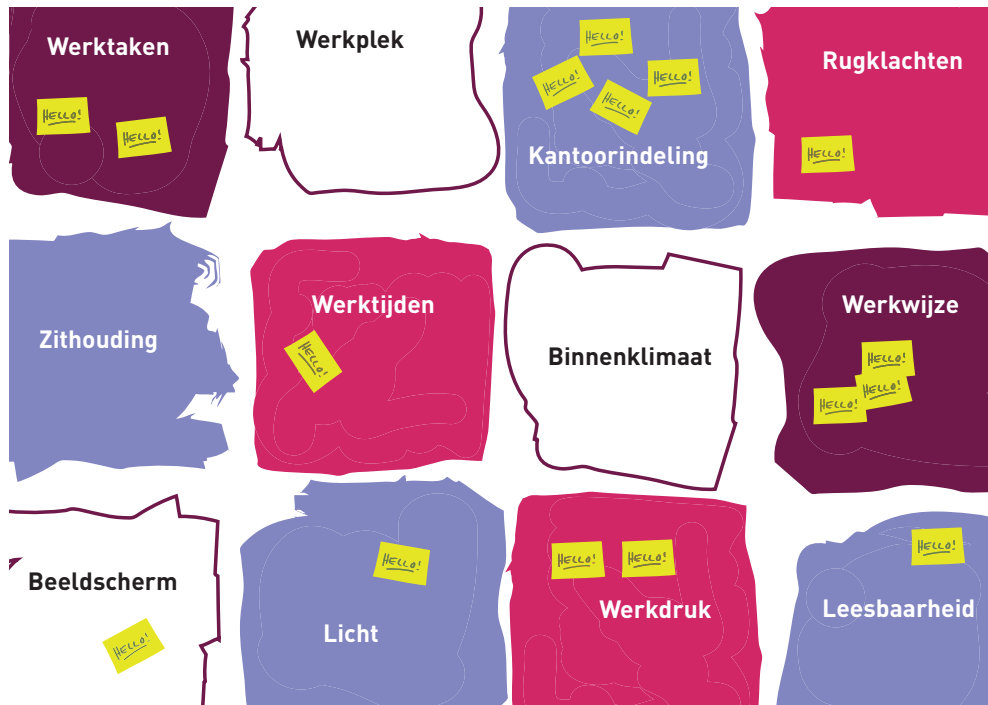 Werktaken
HELLO!
HELLO!
Werkplek
HELLO!
HELLO!
HELLO!
HELLO!
Kantoorindeling
Rugklachten
HELLO!
Zithouding
Werktijden
HELLO!
Binnenklimaat
Werkwijze
HELLO!
HELLO!
HELLO!
Beeldscherm
HELLO!
HELLO!
Licht
HELLO!
HELLO!
Werkdruk
HELLO!
Leesbaarheid